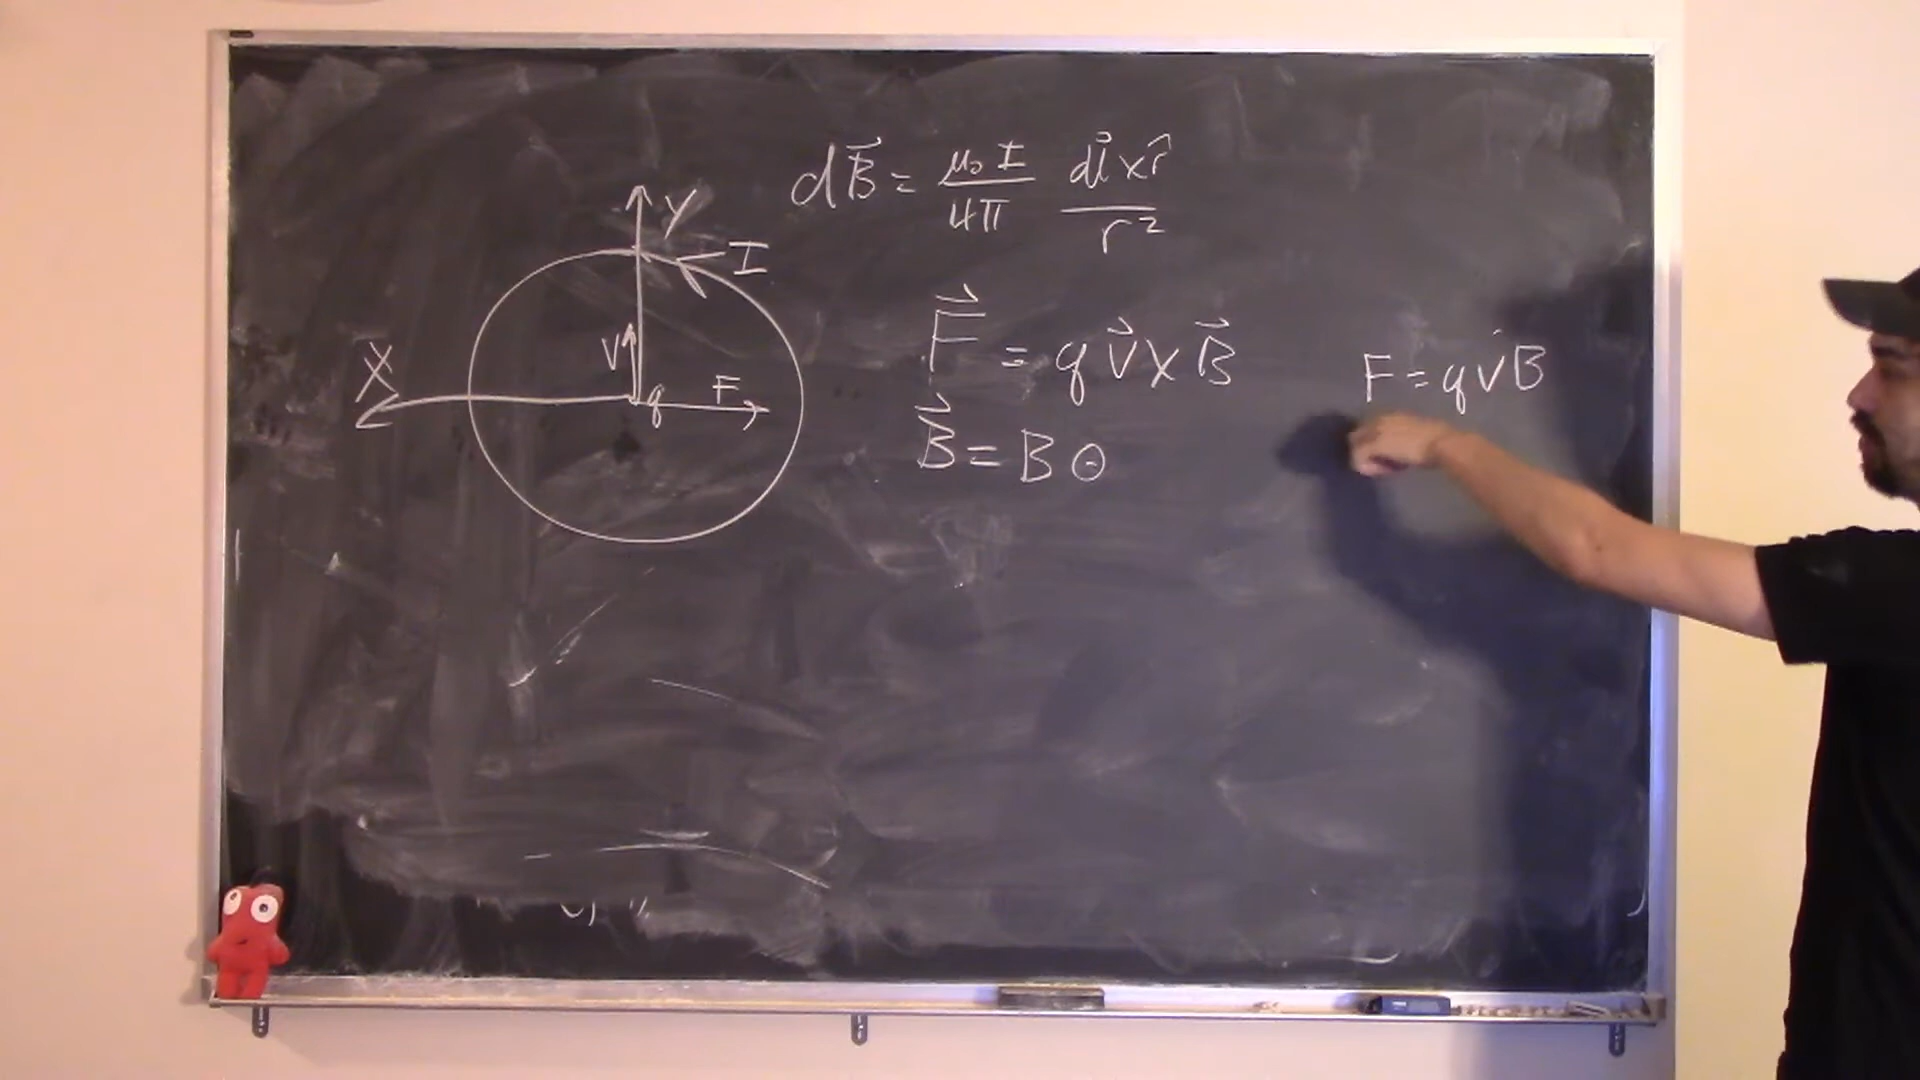 Y
I
V
X
q
F
dB⃗ = μ₀I/4π dl⃗ x r̂/r²
F⃗ = qv⃗ x B⃗
B⃗ = B ⊙
F = qvB